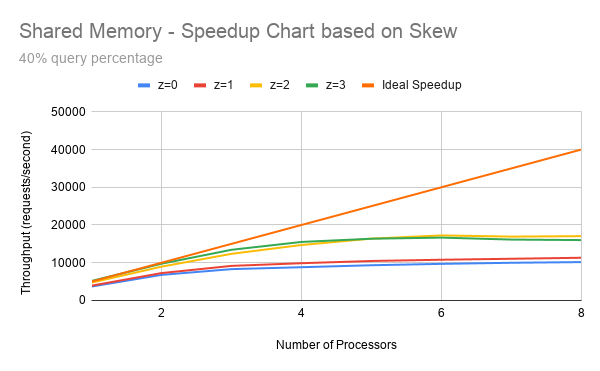 Shared Memory - Speedup Chart based on Skew
40% query percentage
z=0 z=1 z=2 z=3 Ideal Speedup
Throughput (requests/second)
50000
40000
30000
20000
10000
0
2 4 6 8
Number of Processors